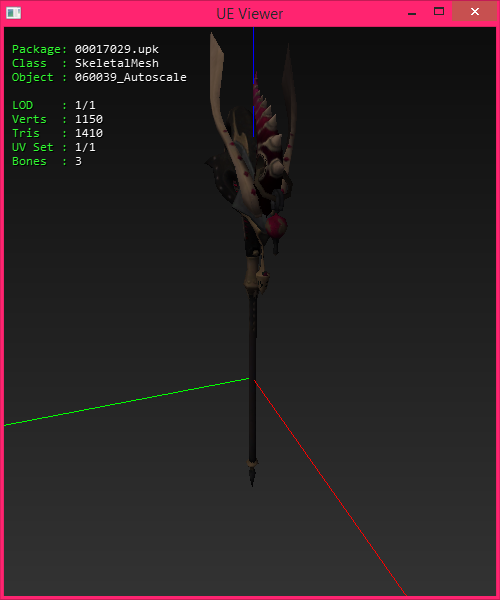 UE Viewer
Package: 00017029.upk
Class : SkeletalMesh
Object : 060039_Autoscale
LOD : 1/1
Verts : 1150
Tris : 1410
UV Set : 1/1
Bones : 3